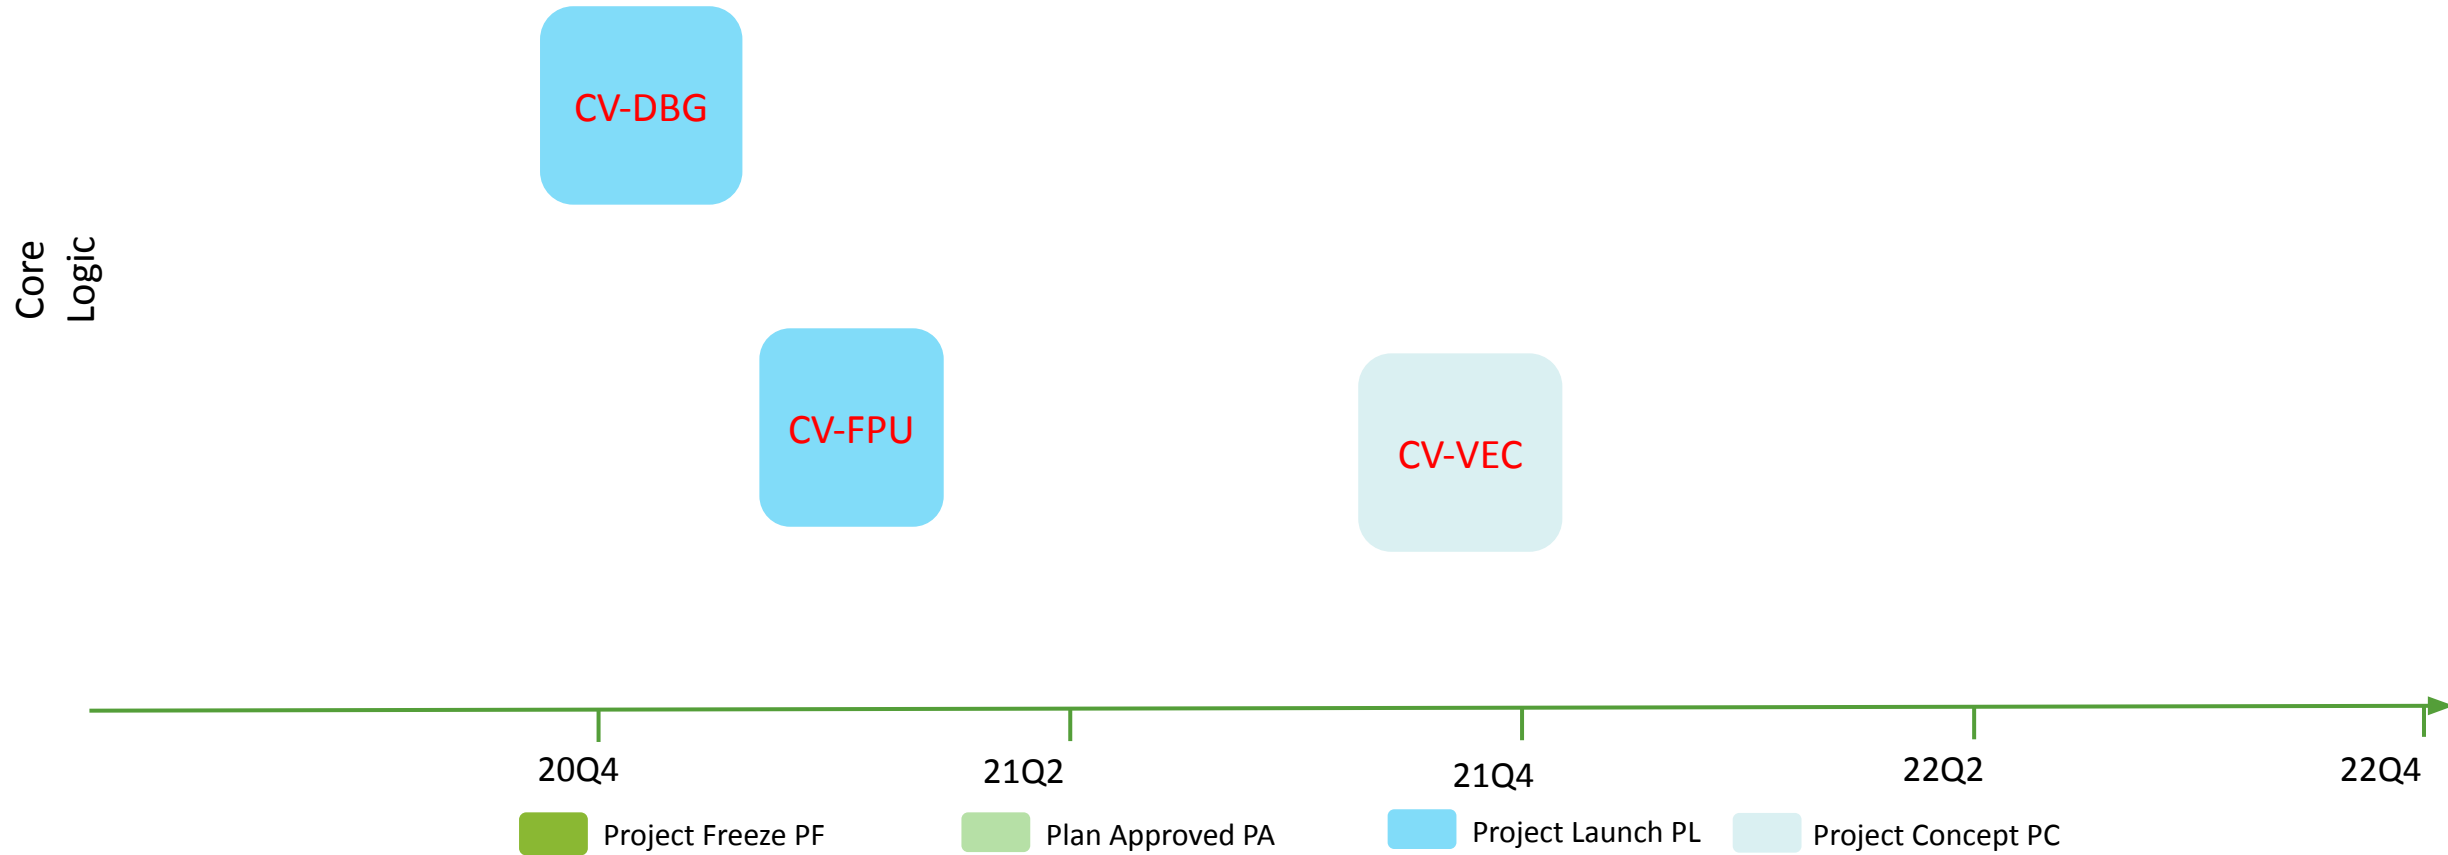 CV-DBG
Core
Logic
CV-FPU
CV-VEC
20Q4
21Q2
21Q4
22Q2
22Q4
Project Freeze PF
Plan Approved PA
Project Launch PL
Project Concept PC